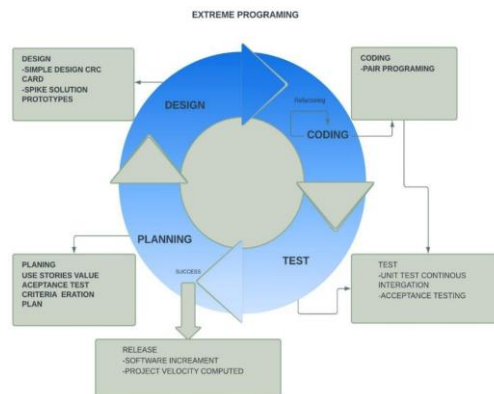 EXTREME PROGRAMING
DESIGN
-SIMPLE DESIGN CRC
CARD
-SPIKE SOLUTION
PROTOTYPES
CODING
-PAIR PROGRAMING
DESIGN
Refactoring
CODING
PLANNING
TEST
SUCCESS
PLANING
USE STORIES VALUE
ACEPTANCE TEST
CRITERIA ERATION
PLAN
TEST
-UNIT TEST CONTINOUS
INTERGATION
-ACCEPTANCE TESTING
RELEASE
-SOFTWARE INCREAMENT
-PROJECT VELOCITY COMPUTED